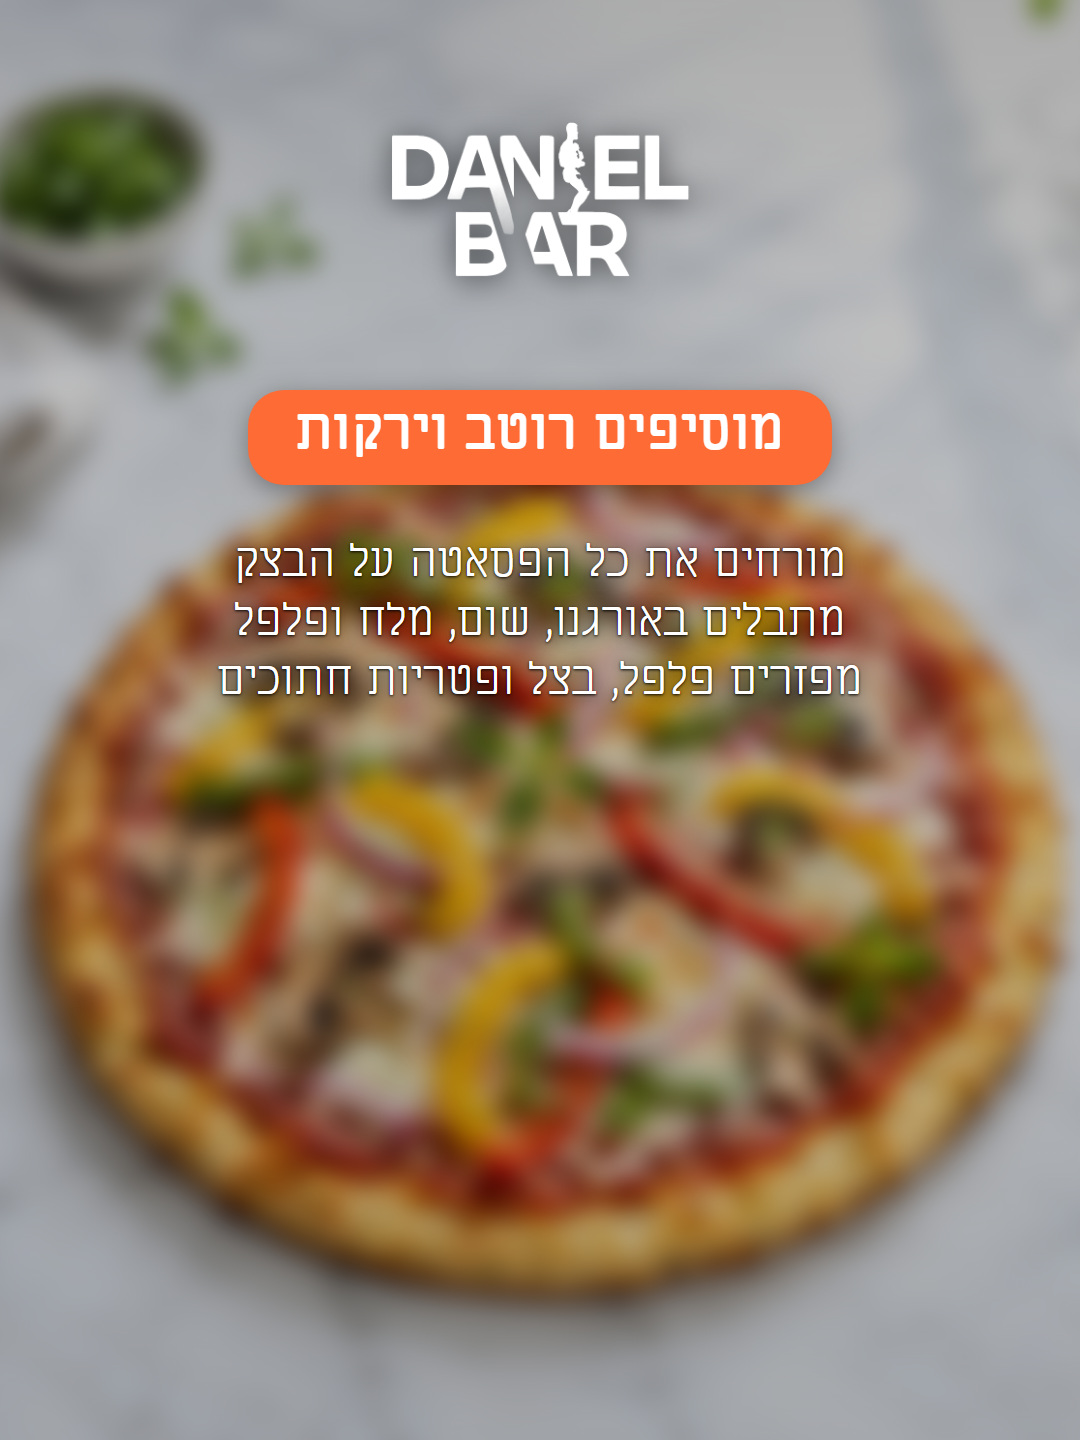 DANIEL
BAR
מוסיפים רוטב וירקות
מורחים את כל הפסאטה על הבצק
מתבלים באורגנו, שום, מלח ופלפל
מפזרים פלפל, בצל ופטריות חתוכים